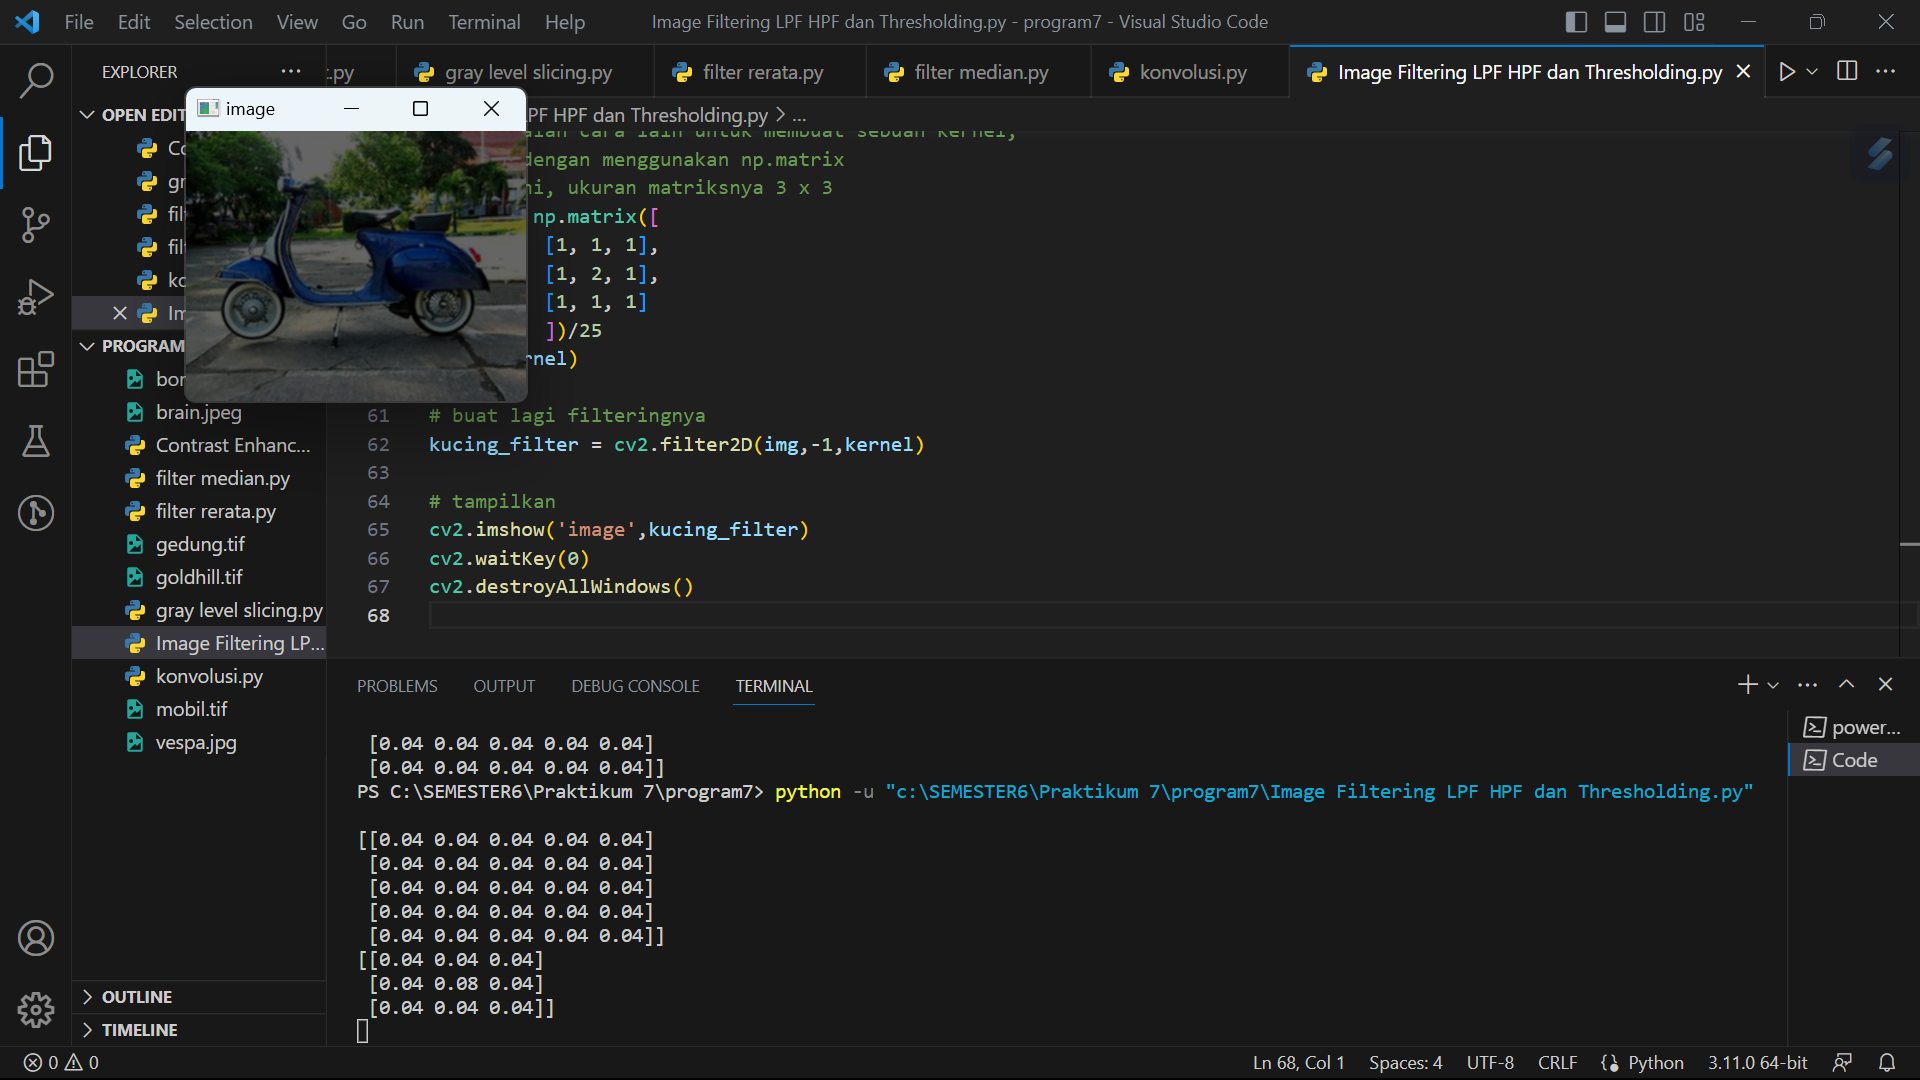 File Edit Selection View Go Run Terminal Help
Image Filtering LPF HPF dan Thresholding.py - program7 - Visual Studio Code
EXPLORER
.py
gray level slicing.py
filter rerata.py
filter median.py
konvolusi.py
Image Filtering LPF HPF dan Thresholding.py
OPEN EDIT
image
PF HPF dan Thresholding.py > ...
cara lain untuk membuat sebuah kernel,
dengan menggunakan np.matrix
ni, ukuran matriksnya 3 x 3
np.matrix([
[1, 1, 1],
[1, 2, 1],
[1, 1, 1]
])/25
rnel)
Co
gr
fil
fil
ko
Im
PROGRAM
bor
brain.jpeg
Contrast Enhanc...
filter median.py
filter rerata.py
gedung.tif
goldhill.tif
gray level slicing.py
Image Filtering LP...
konvolusi.py
mobil.tif
vespa.jpg
OUTLINE
TIMELINE
61 # buat lagi filteringnya
62 kucing_filter = cv2.filter2D(img,-1,kernel)
63
64 # tampilkan
65 cv2.imshow('image',kucing_filter)
66 cv2.waitKey(0)
67 cv2.destroyAllWindows()
68
PROBLEMS OUTPUT DEBUG CONSOLE TERMINAL
power...
Code
[0.04 0.04 0.04 0.04 0.04]
[0.04 0.04 0.04 0.04 0.04]]
PS C:\SEMESTER6\Praktikum 7\program7> python -u "c:\SEMESTER6\Praktikum 7\program7\Image Filtering LPF HPF dan Thresholding.py"
[[0.04 0.04 0.04 0.04 0.04]
[0.04 0.04 0.04 0.04 0.04]
[0.04 0.04 0.04 0.04 0.04]
[0.04 0.04 0.04 0.04 0.04]
[0.04 0.04 0.04 0.04 0.04]]
[[0.04 0.04 0.04]
[0.04 0.08 0.04]
[0.04 0.04 0.04]]
0 0
Ln 68, Col 1 Spaces: 4 UTF-8 CRLF Python 3.11.0 64-bit